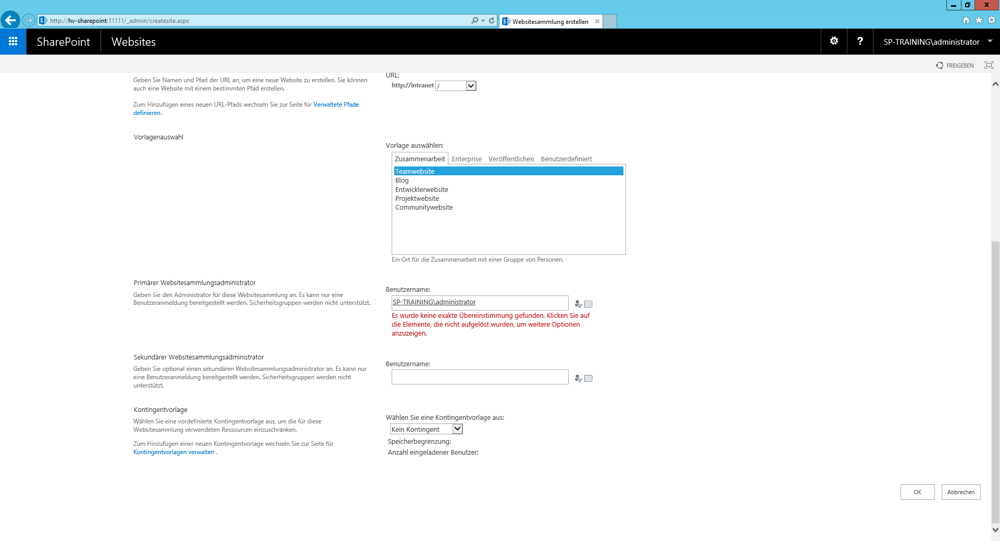 http://hv-sharepoint:11111/_admin/createsite.aspx
Websitesammlung erstellen
SharePoint
Websites
?
SP-TRAINING\administrator
FREIGEBEN
Geben Sie Namen und Pfad der URL an, um eine neue Website zu erstellen. Sie können
auch eine Website mit einem bestimmten Pfad erstellen.
Zum Hinzufügen eines neuen URL-Pfads wechseln Sie zur Seite für Verwaltete Pfade
definieren .
URL:
http://intranet /
Vorlagenauswahl
Vorlage auswählen:
Zusammenarbeit Enterprise Veröffentlichen Benutzerdefiniert
Teamwebsite
Blog
Entwicklerwebsite
Projektwebsite
Communitywebsite
Ein Ort für die Zusammenarbeit mit einer Gruppe von Personen.
Primärer Websitesammlungsadministrator
Geben Sie den Administrator für diese Websitesammlung an. Es kann nur eine
Benutzeranmeldung bereitgestellt werden. Sicherheitsgruppen werden nicht unterstützt.
Benutzername:
SP-TRAINING\administrator
Es wurde keine exakte Übereinstimmung gefunden. Klicken Sie auf
die Elemente, die nicht aufgelöst wurden, um weitere Optionen
anzuzeigen.
Sekundärer Websitesammlungsadministrator
Geben Sie optional einen sekundären Websitesammlungsadministrator an. Es kann nur
eine Benutzeranmeldung bereitgestellt werden. Sicherheitsgruppen werden nicht
unterstützt.
Benutzername:
Kontingentvorlage
Wählen Sie eine vordefinierte Kontingentvorlage aus, um die für diese
Websitesammlung verwendeten Ressourcen einzuschränken.
Zum Hinzufügen einer neuen Kontingentvorlage wechseln Sie zur Seite für
Kontingentvorlagen verwalten .
Wählen Sie eine Kontingentvorlage aus:
Kein Kontingent
Speicherbegrenzung:
Anzahl eingeladener Benutzer:
OK
Abbrechen